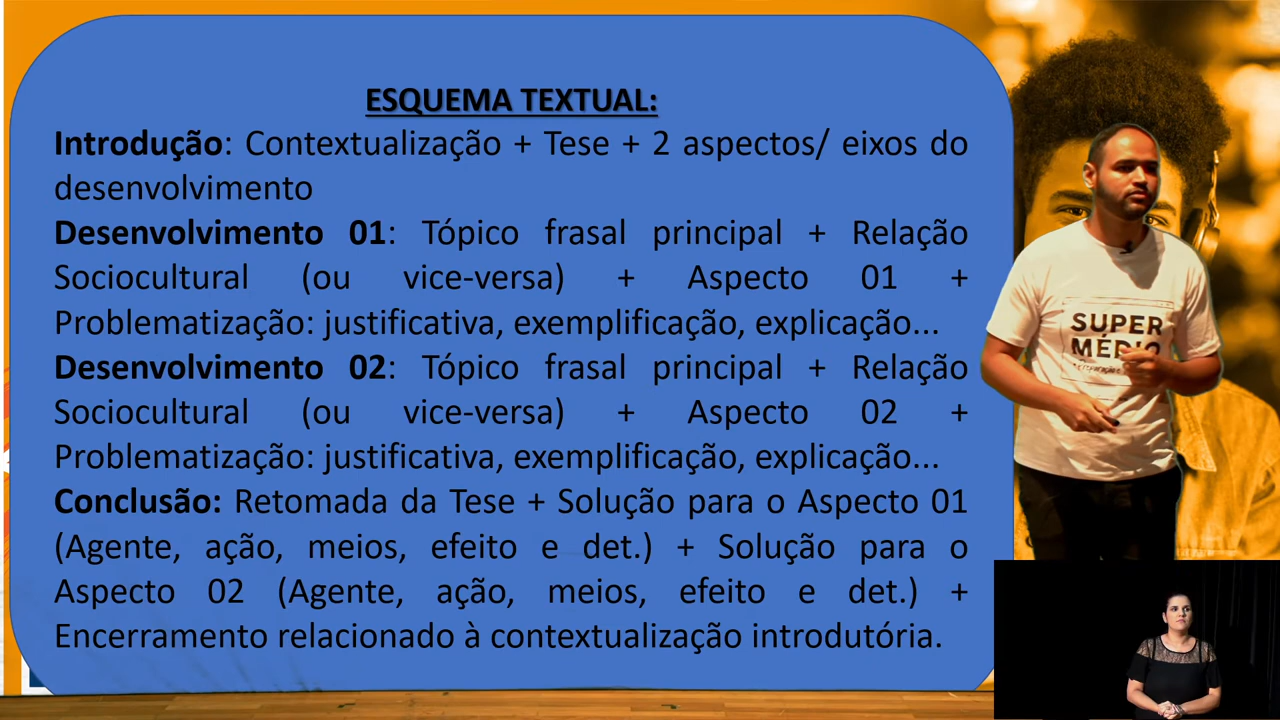 ESQUEMA TEXTUAL:
Introdução: Contextualização + Tese + 2 aspectos/ eixos do
desenvolvimento
Desenvolvimento 01: Tópico frasal principal + Relação
Sociocultural (ou vice-versa) + Aspecto 01 +
Problematização: justificativa, exemplificação, explicação...
Desenvolvimento 02: Tópico frasal principal + Relação
Sociocultural (ou vice-versa) + Aspecto 02 +
Problematização: justificativa, exemplificação, explicação...
Conclusão: Retomada da Tese + Solução para o Aspecto 01
(Agente, ação, meios, efeito e det.) + Solução para o
Aspecto 02 (Agente, ação, meios, efeito e det.) +
Encerramento relacionado à contextualização introdutória.
SUPER
MÉDIO